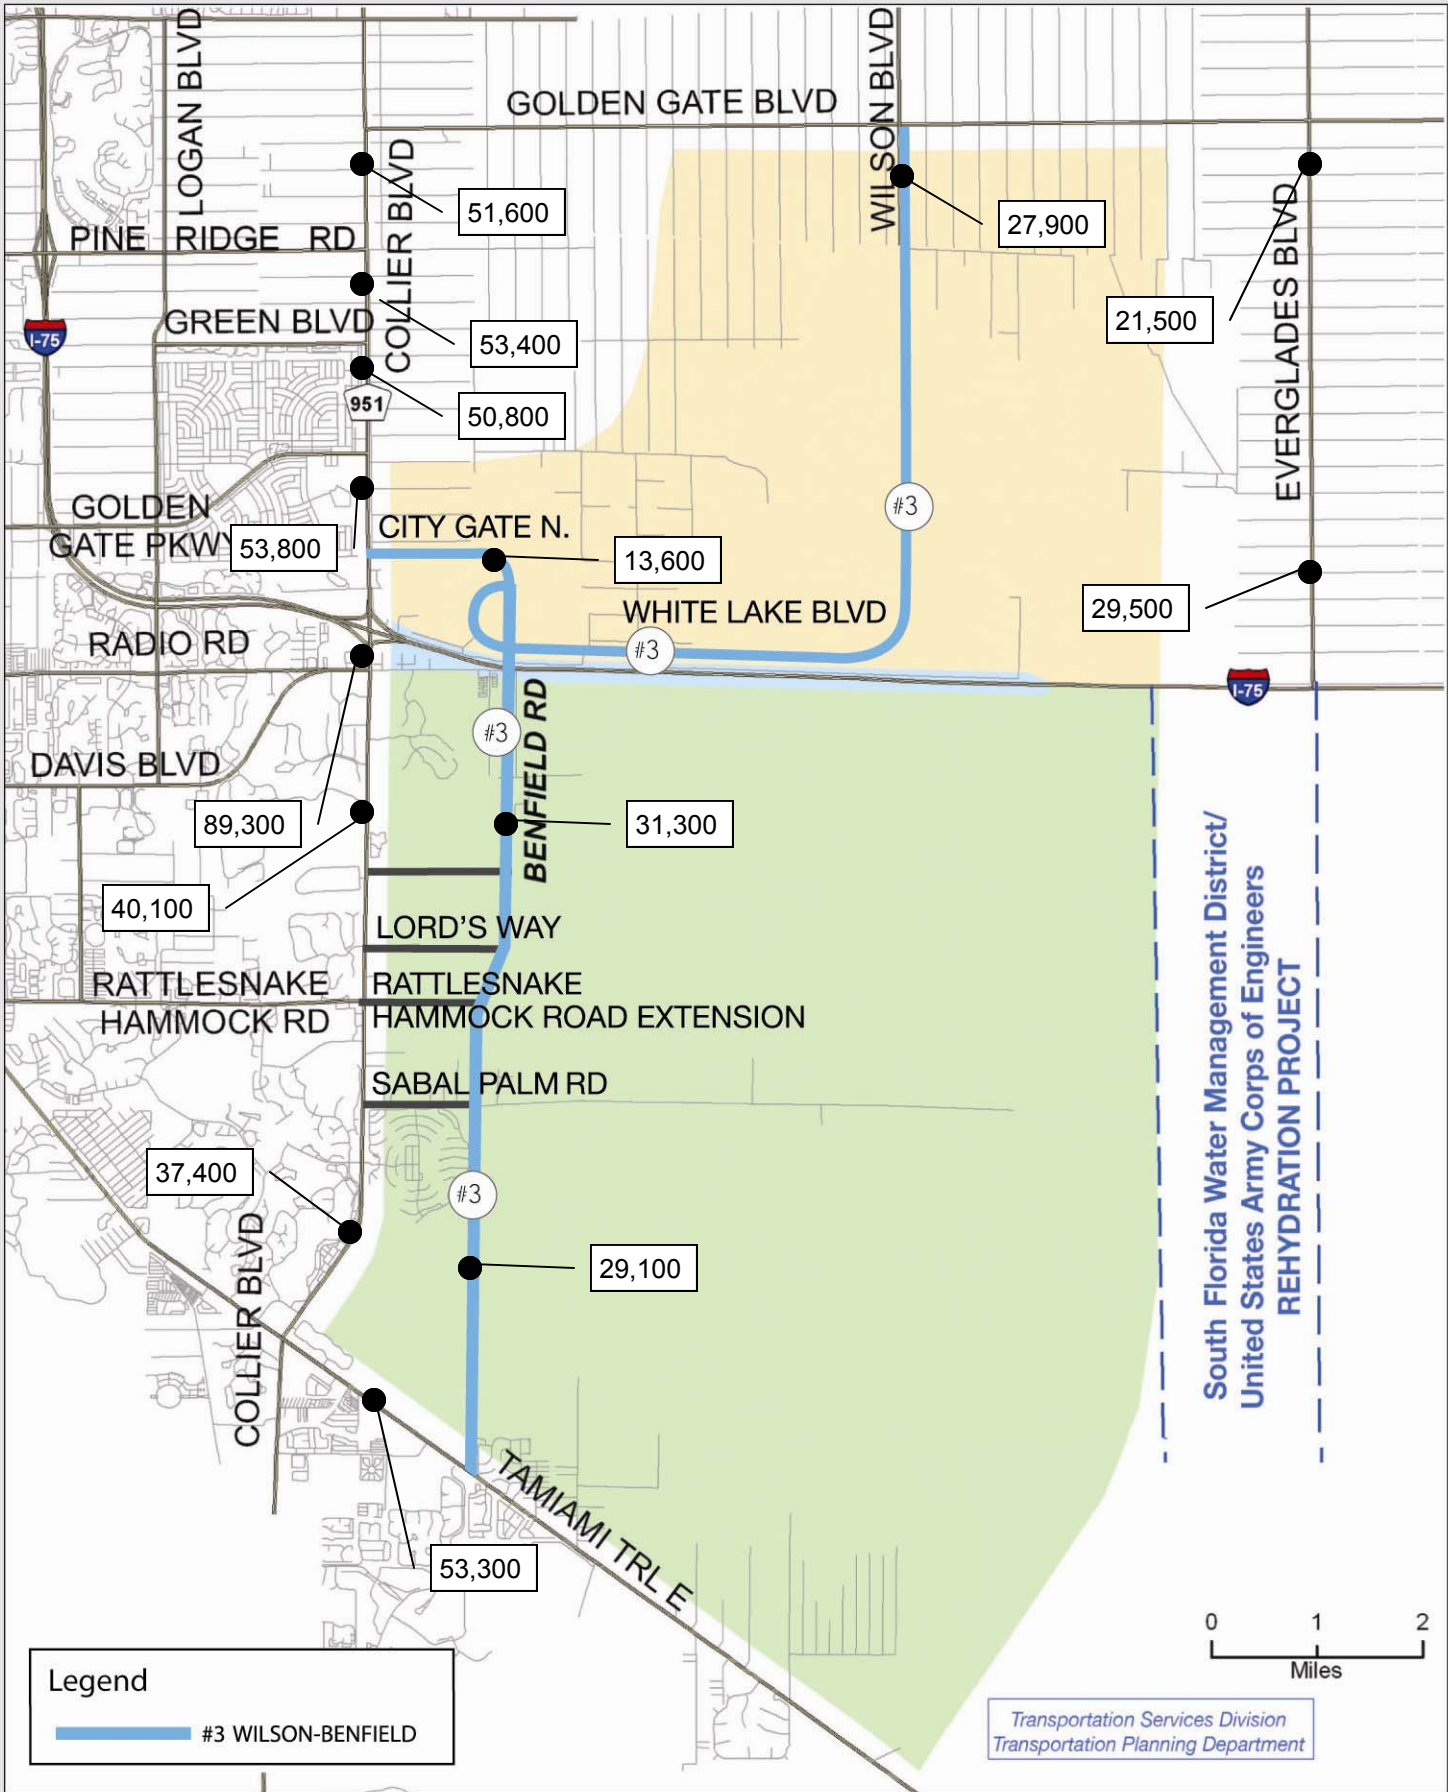 LOGAN BLVD
WILSON BLVD
GOLDEN GATE BLVD
COLLIER BLVD
51,600
27,900
PINE RIDGE RD
EVERGLADES BLVD
21,500
GREEN BLVD
I-75
53,400
951
50,800
#3
GOLDEN
GATE PKWY
CITY GATE N.
53,800
13,600
29,500
WHITE LAKE BLVD
RADIO RD
#3
I-75
#3
BENFIELD RD
DAVIS BLVD
89,300
31,300
40,100
South Florida Water Management District/
United States Army Corps of Engineers
REHYDRATION PROJECT
LORD'S WAY
RATTLESNAKE
HAMMOCK RD
RATTLESNAKE
HAMMOCK ROAD EXTENSION
SABAL PALM RD
37,400
#3
COLLIER BLVD
29,100
TAMIAMI TRL E
53,300
0 1 2
Miles
Legend
#3 WILSON-BENFIELD
Transportation Services Division
Transportation Planning Department